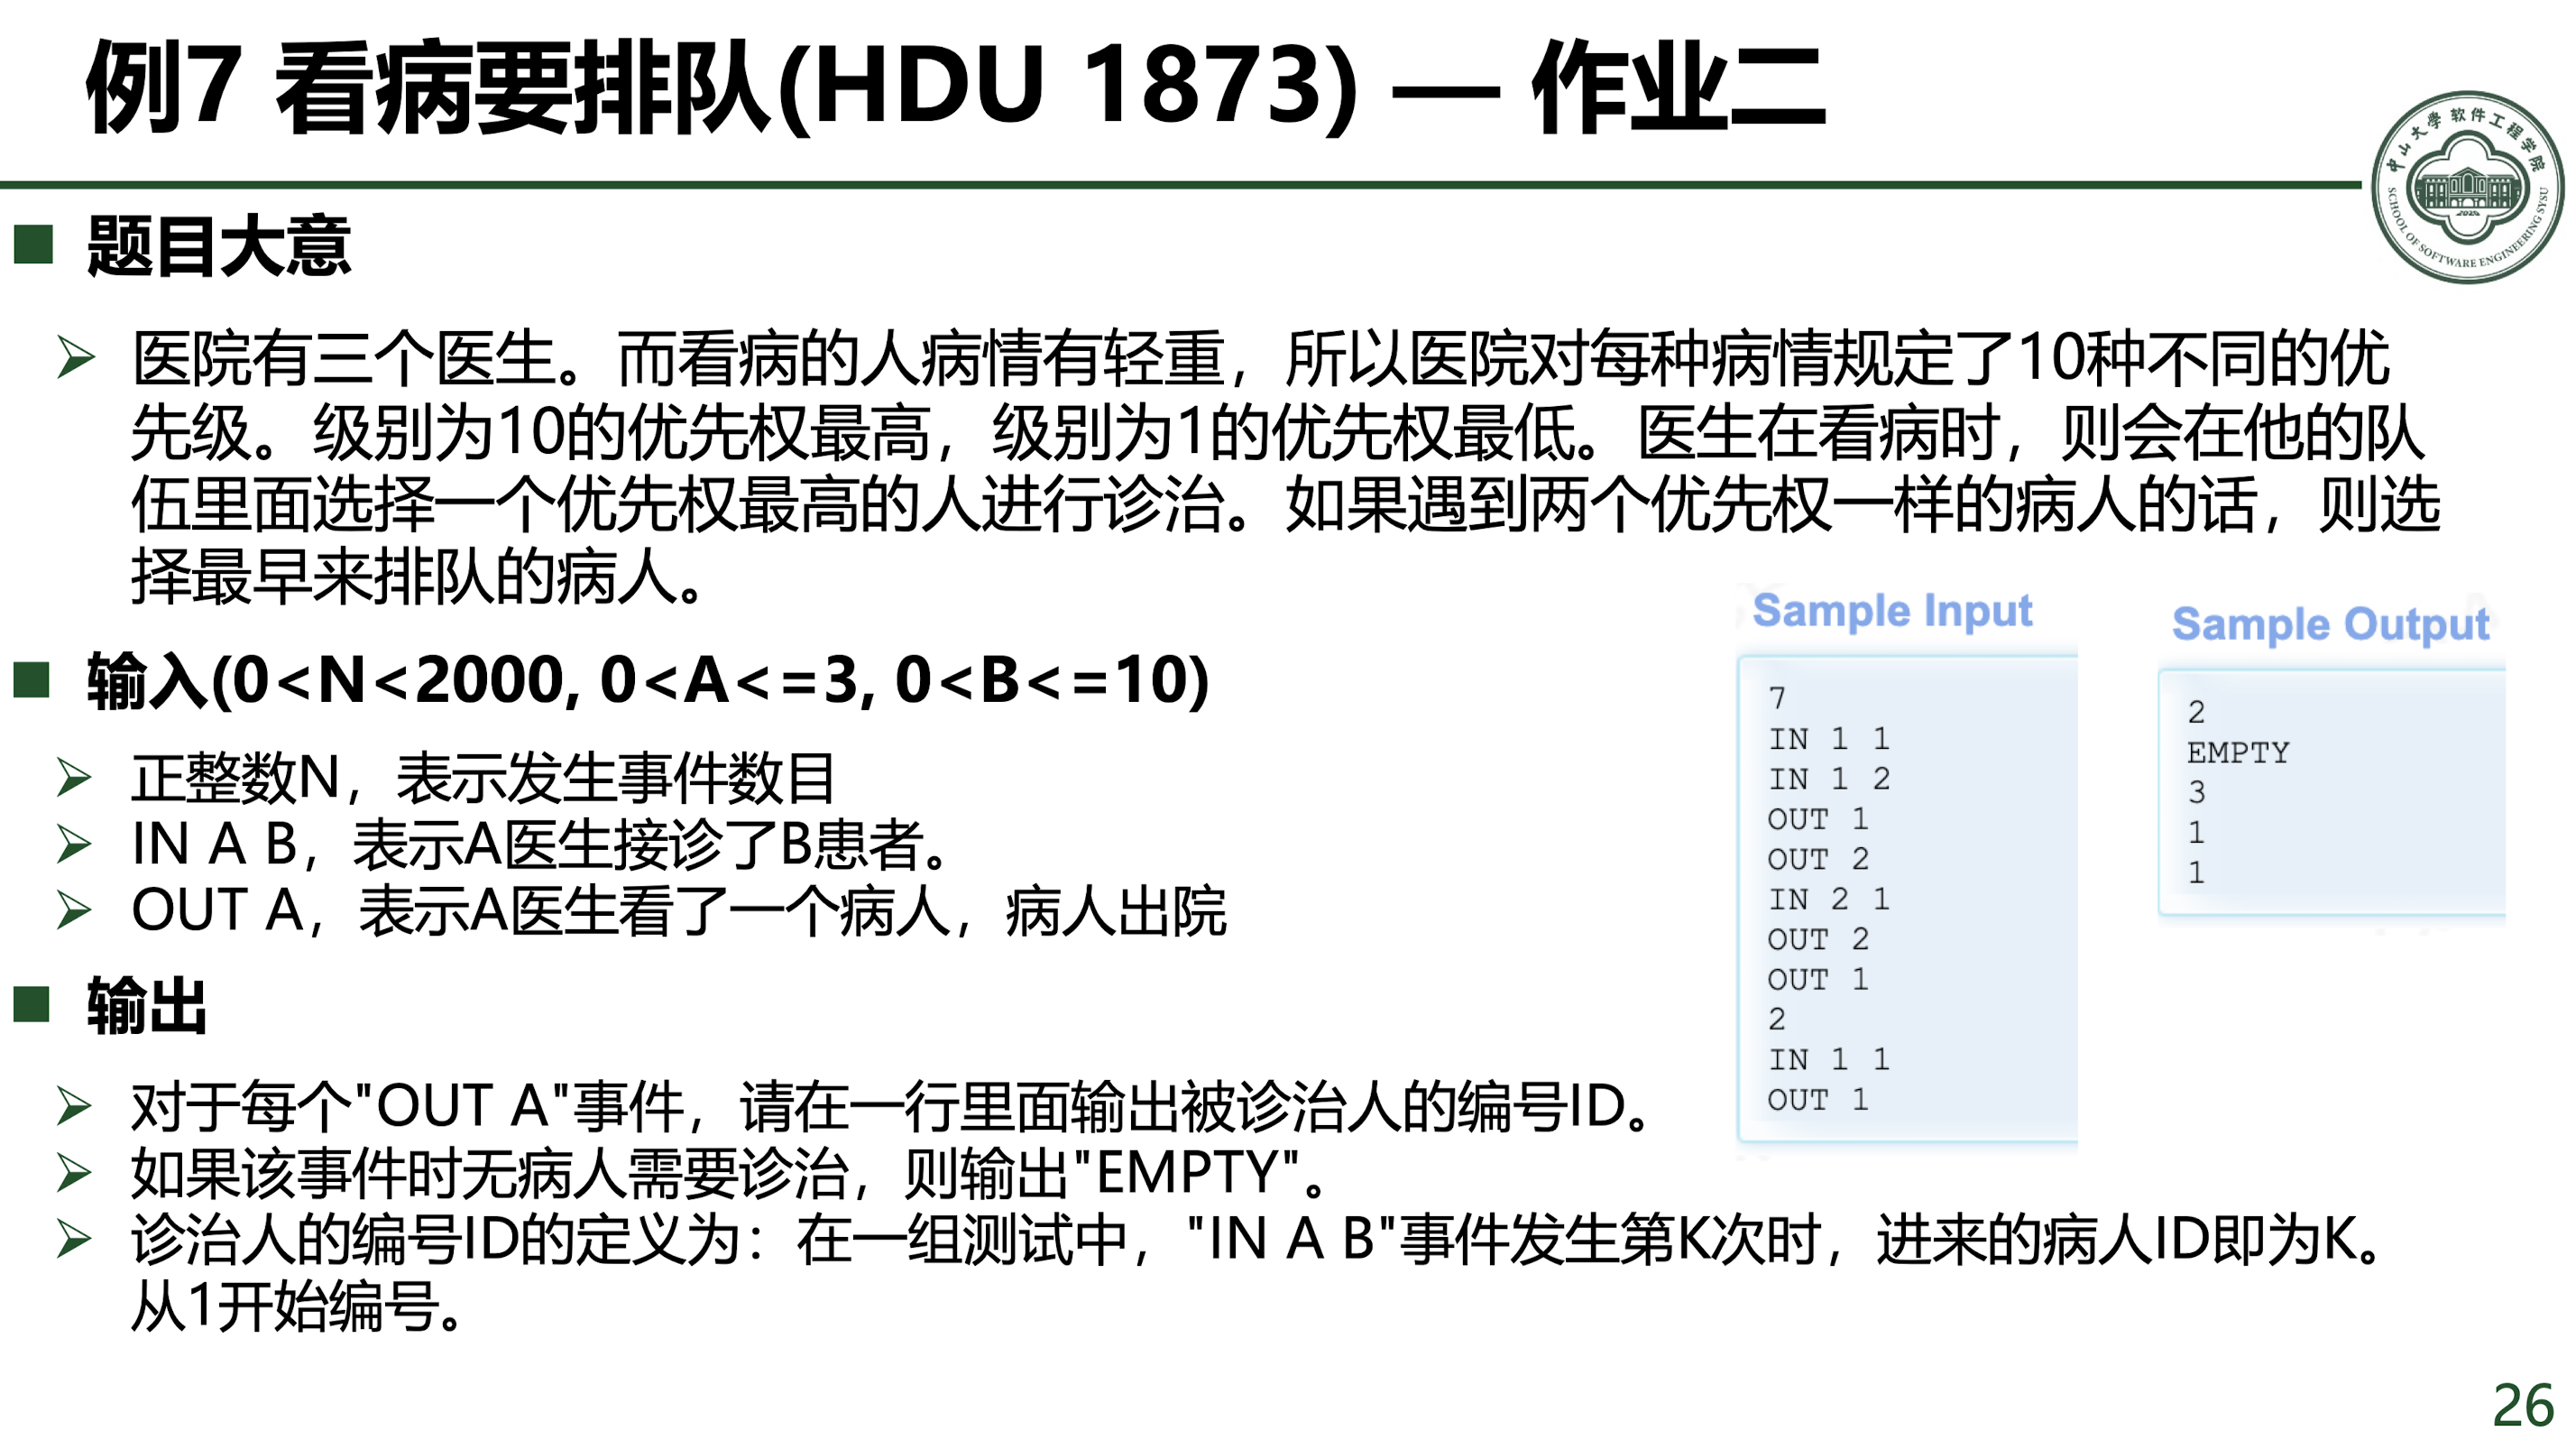 例7 看病要排队(HDU 1873) — 作业二
中山大学软件工程学院
SCHOOL OF SOFTWARE ENGINEERING SYSU
题目大意
医院有三个医生。而看病的人病情有轻重，所以医院对每种病情规定了10种不同的优
先级。级别为10的优先权最高，级别为1的优先权最低。医生在看病时，则会在他的队
伍里面选择一个优先权最高的人进行诊治。如果遇到两个优先权一样的病人的话，则选
择最早来排队的病人。
输入(0<N<2000, 0<A<=3, 0<B<=10)
正整数N，表示发生事件数目
IN A B，表示A医生接诊了B患者。
OUT A，表示A医生看了一个病人，病人出院
输出
对于每个"OUT A"事件，请在一行里面输出被诊治人的编号ID。
如果该事件时无病人需要诊治，则输出"EMPTY"。
诊治人的编号ID的定义为：在一组测试中，"IN A B"事件发生第K次时，进来的病人ID即为K。
从1开始编号。
Sample Input
7
IN 1 1
IN 1 2
OUT 1
OUT 2
IN 2 1
OUT 2
OUT 1
2
IN 1 1
OUT 1
Sample Output
2
EMPTY
3
1
1
26